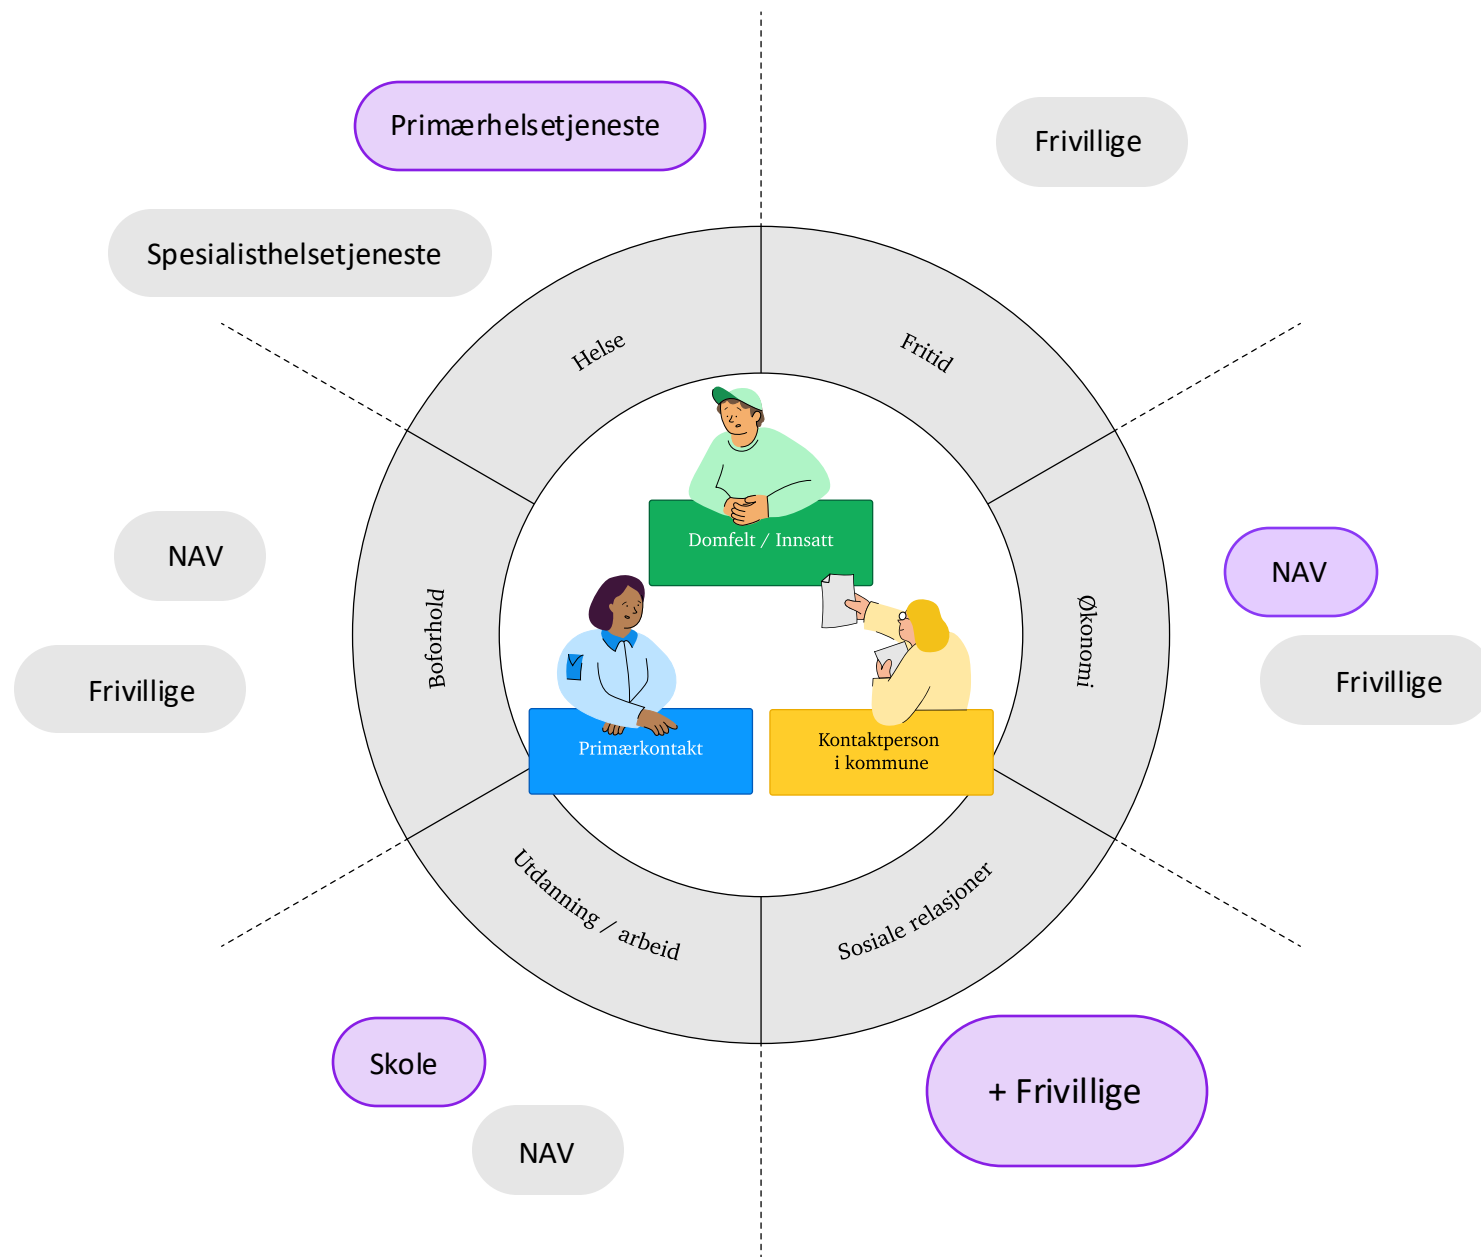 Primærhelsetjeneste
Frivillige
Spesialisthelsetjeneste
Helse
Fritid
Domfelt / Innsatt
NAV
NAV
Boforhold
Økonomi
Frivillige
Frivillige
Primærkontakt
Kontaktperson
i kommune
Utdanning / arbeid
Sosiale relasjoner
Skole
+ Frivillige
NAV